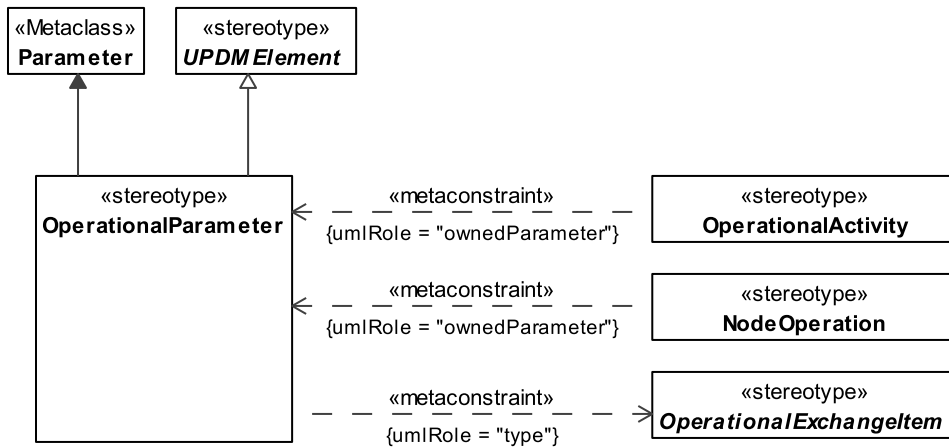 «Metaclass»
Parameter
«stereotype»
UPDMElement
«stereotype»
OperationalParameter
«metaconstraint»
{umlRole = "ownedParameter"}
«stereotype»
OperationalActivity
«metaconstraint»
{umlRole = "ownedParameter"}
«stereotype»
NodeOperation
«metaconstraint»
{umlRole = "type"}
«stereotype»
OperationalExchangeItem